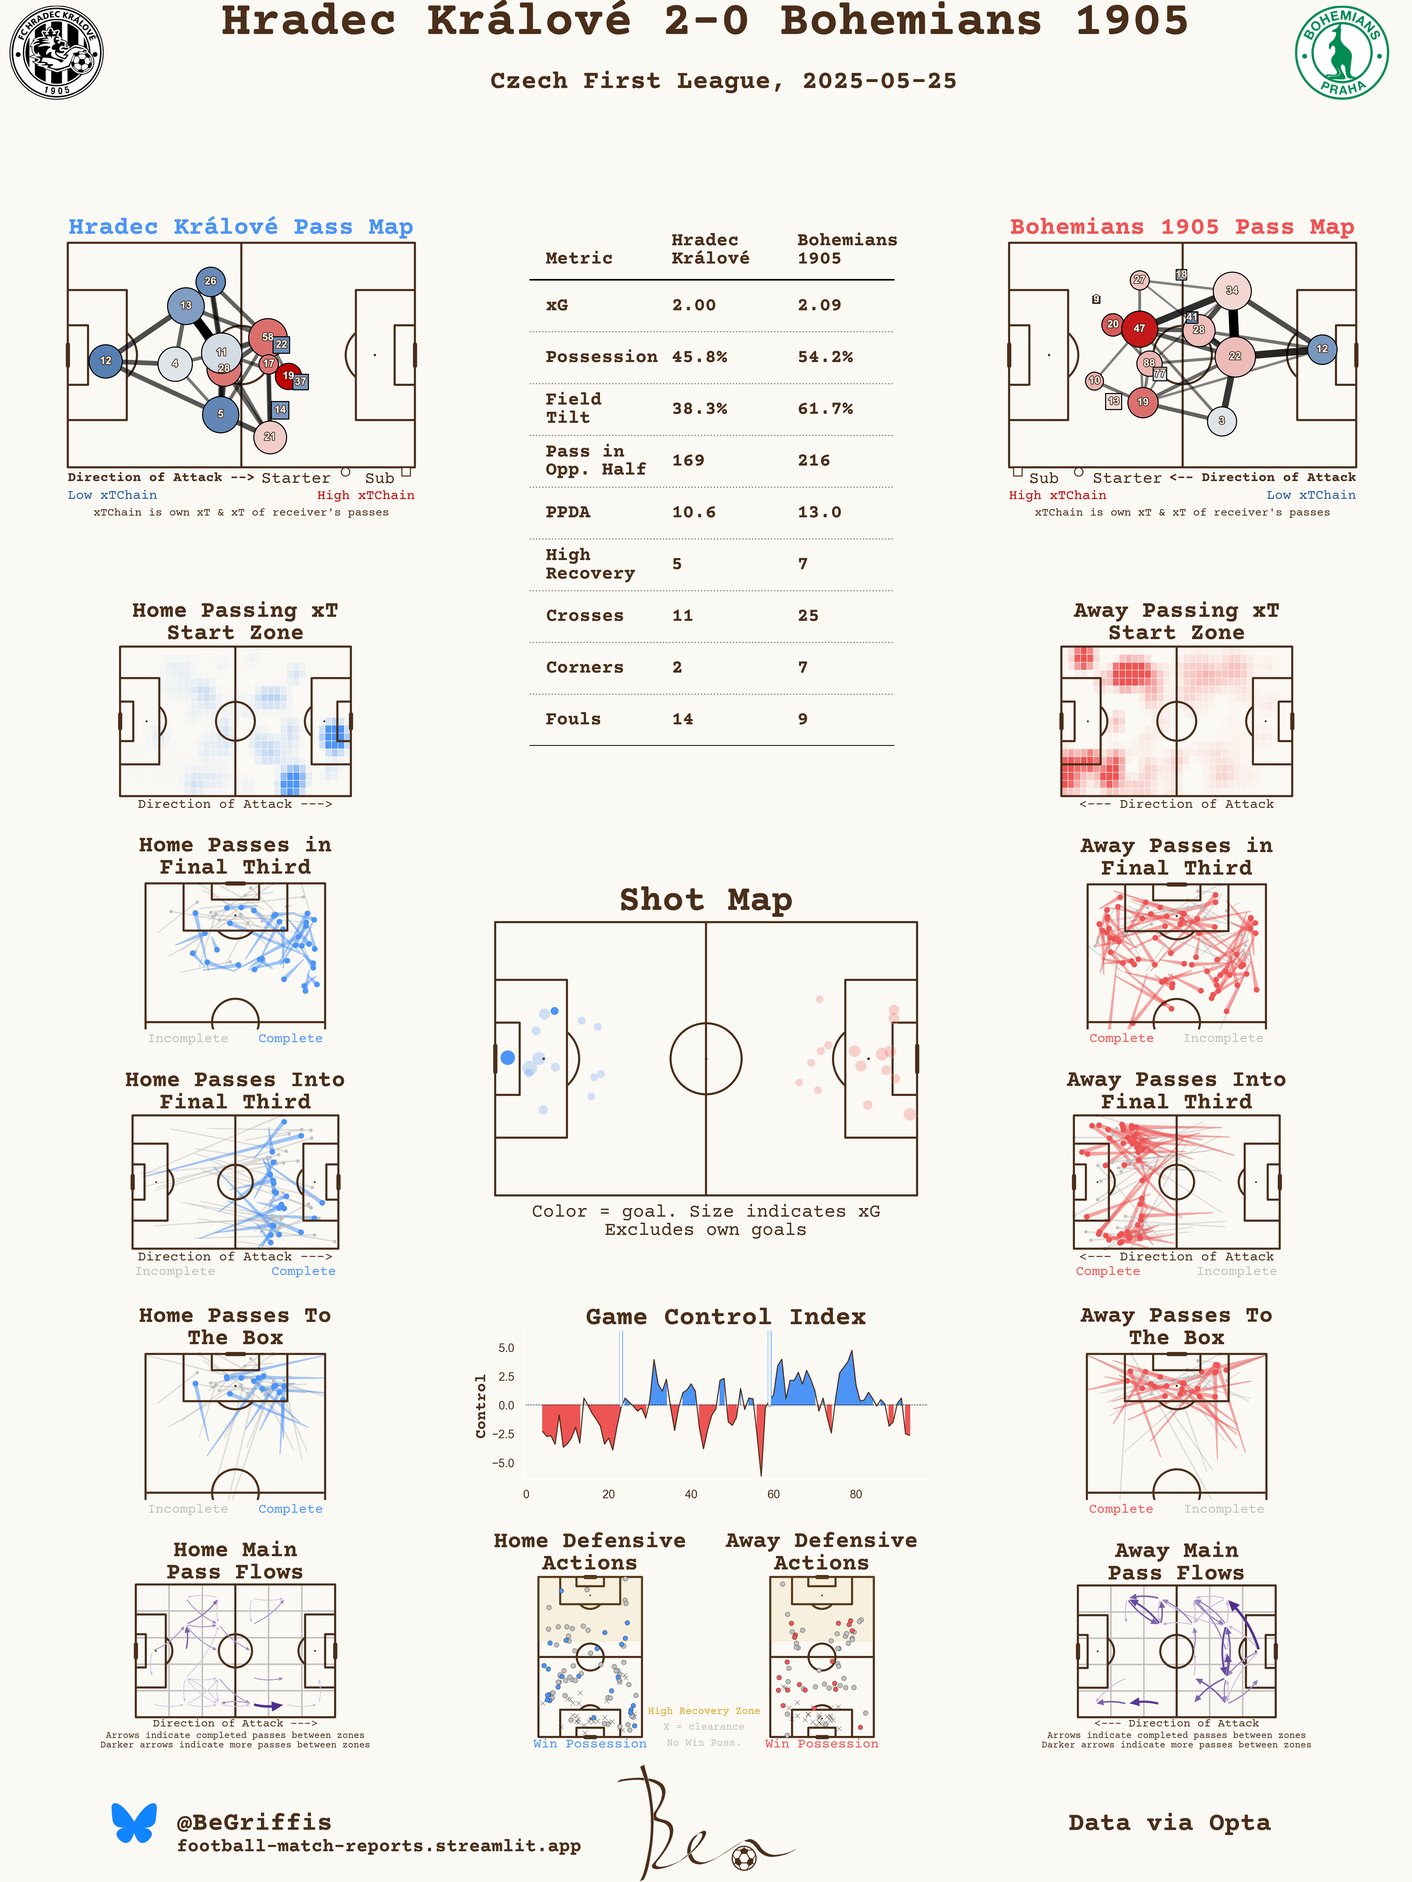 Hradec Králové 2-0 Bohemians 1905
Czech First League, 2025-05-25
FC HRADEC KRÁLOVÉ
1905
BOHEMIANS
PRAHA
Hradec Králové Pass Map
26
13
58
22
11
12
4
28
17
19
37
5
14
21
Direction of Attack --> Starter Sub
Low xTChain High xTChain
xTChain is own xT & xT of receiver's passes
Metric Hradec Králové Bohemians 1905
xG 2.00 2.09
Possession 45.8% 54.2%
Field Tilt 38.3% 61.7%
Pass in Opp. Half 169 216
PPDA 10.6 13.0
High Recovery 5 7
Crosses 11 25
Corners 2 7
Fouls 14 9
Bohemians 1905 Pass Map
18
27
34
9
41
20
47
28
12
22
88
77
10
13
19
3
Sub Starter <-- Direction of Attack
High xTChain Low xTChain
xTChain is own xT & xT of receiver's passes
Home Passing xT
Start Zone
Direction of Attack --->
Away Passing xT
Start Zone
<--- Direction of Attack
Home Passes in
Final Third
Incomplete Complete
Away Passes in
Final Third
Complete Incomplete
Shot Map
Color = goal. Size indicates xG
Excludes own goals
Home Passes Into
Final Third
Direction of Attack --->
Incomplete Complete
Away Passes Into
Final Third
<--- Direction of Attack
Complete Incomplete
Home Passes To
The Box
Incomplete Complete
Game Control Index
Control
5.0
2.5
0.0
−2.5
−5.0
0 20 40 60 80
Away Passes To
The Box
Complete Incomplete
Home Main
Pass Flows
Direction of Attack --->
Arrows indicate completed passes between zones
Darker arrows indicate more passes between zones
Home Defensive
Actions
Win Possession
Away Defensive
Actions
Win Possession
High Recovery Zone
X = clearance
No Win Poss.
Away Main
Pass Flows
<--- Direction of Attack
Arrows indicate completed passes between zones
Darker arrows indicate more passes between zones
@BeGriffis
football-match-reports.streamlit.app
Ben
Data via Opta